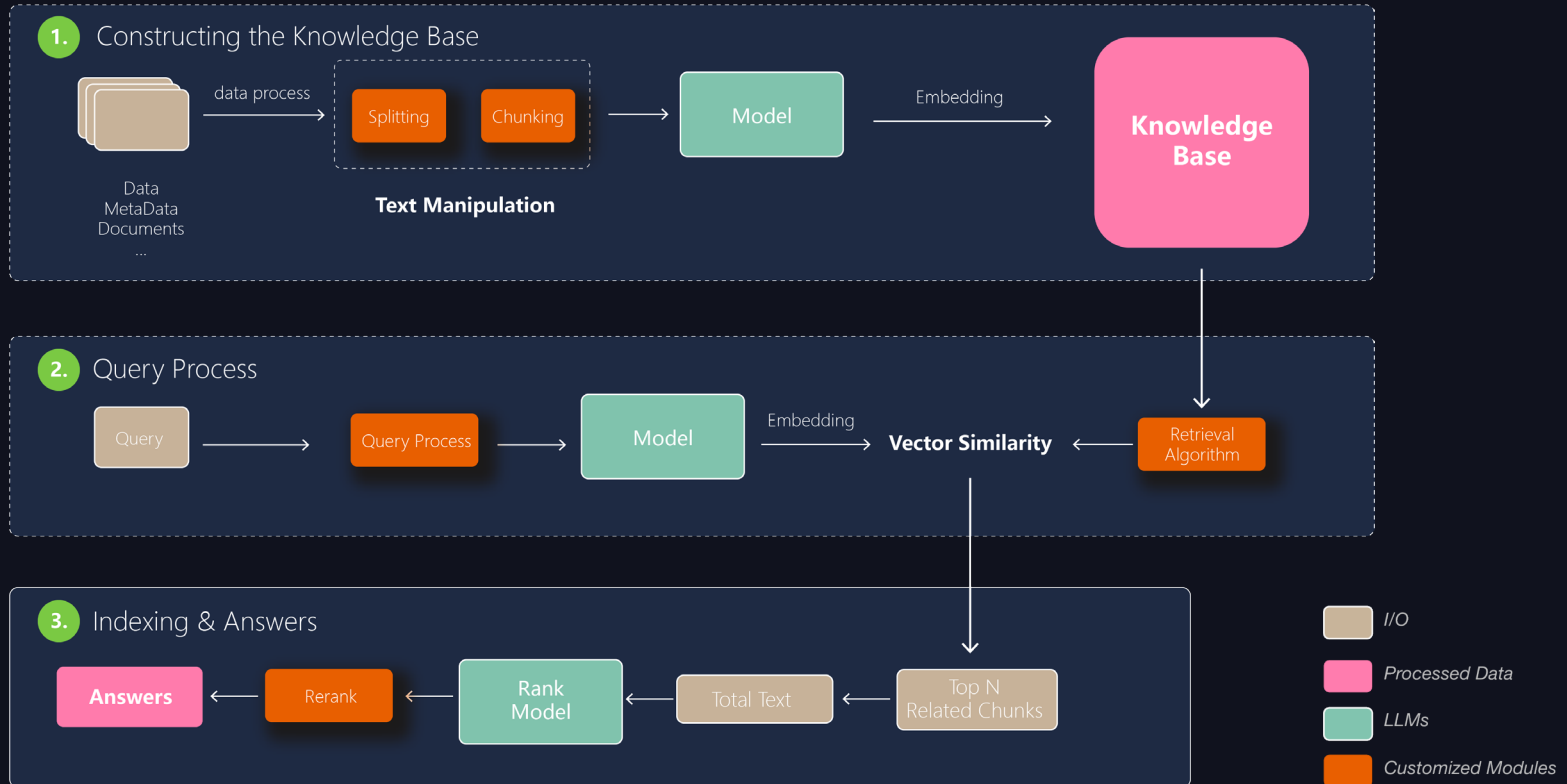 1.
Constructing the Knowledge Base
data process
Splitting
Chunking
Model
Embedding
Knowledge
Base
Data
MetaData
Documents
...
Text Manipulation
2.
Query Process
Query
Query Process
Model
Embedding
Vector Similarity
Retrieval
Algorithm
3.
Indexing & Answers
Answers
Rerank
Rank
Model
Total Text
Top N
Related Chunks
I/O
Processed Data
LLMs
Customized Modules